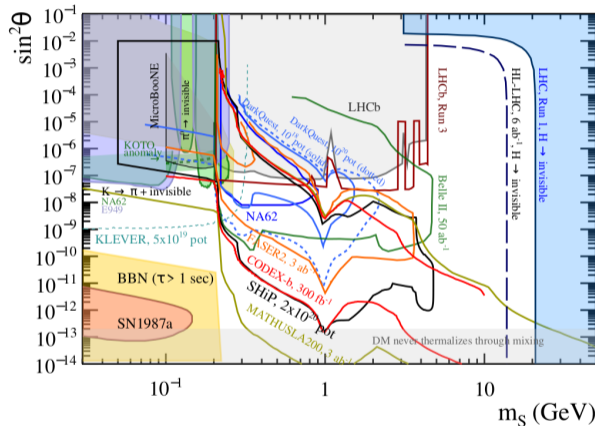 sin²θ
10⁻¹
10⁻²
10⁻³
10⁻⁴
10⁻⁵
10⁻⁶
10⁻⁷
10⁻⁸
10⁻⁹
10⁻¹⁰
10⁻¹¹
10⁻¹²
10⁻¹³
10⁻¹⁴
MicroBooNE
π → invisible
KOTO
anomaly
K → π + invisible
NA62
E949
KLEVER, 5x10¹⁹ pot
BBN (τ > 1 sec)
SN1987a
DarkQuest, 10¹⁸ pot (solid)
DarkQuest, 10²⁰ pot (dotted)
LHCb
LHCb, Run 3
Belle II, 50 ab⁻¹
HL-LHC, 6 ab⁻¹, H → invisible
LHC, Run 1, H → invisible
NA62
FASER2, 3 ab⁻¹
CODEX-b, 300 fb⁻¹
SHiP, 2x10²⁰ pot
MATHUSLA200, 3 ab⁻¹
DM never thermalizes through mixing
10⁻¹
1
10
m_S (GeV)